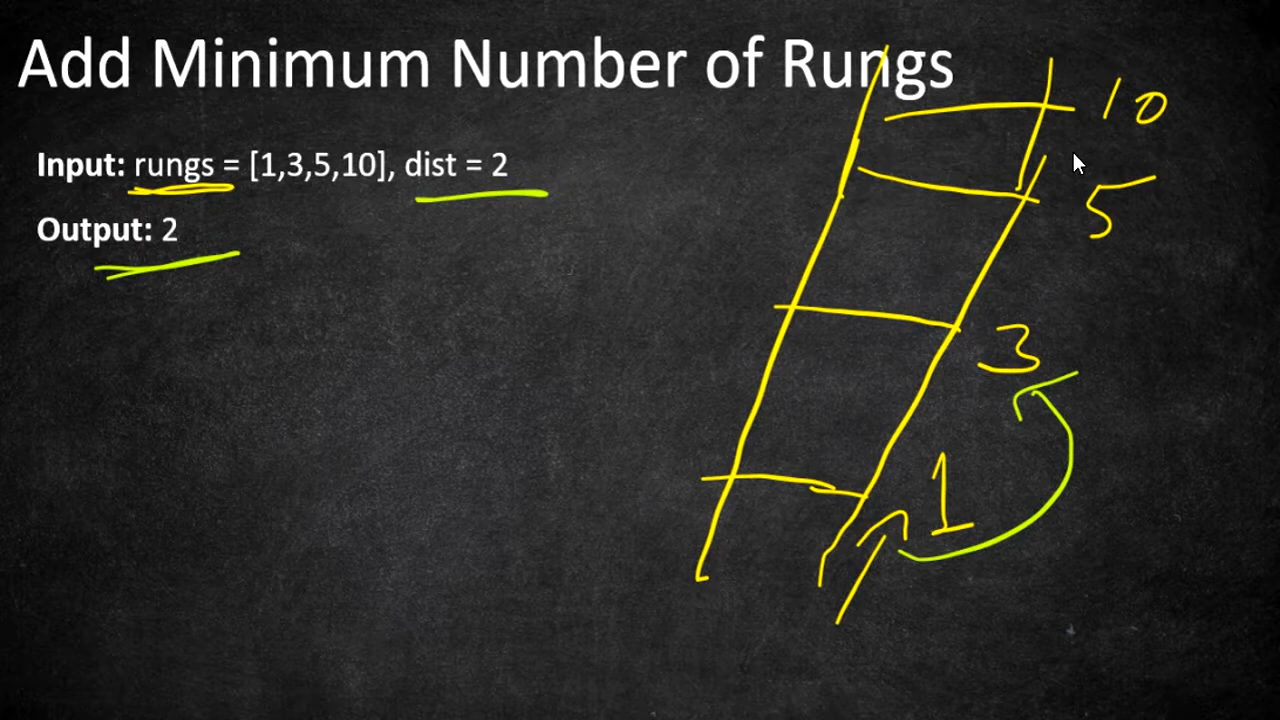 Add Minimum Number of Rungs
Input: rungs = [1,3,5,10], dist = 2
Output: 2
10
5
3
1